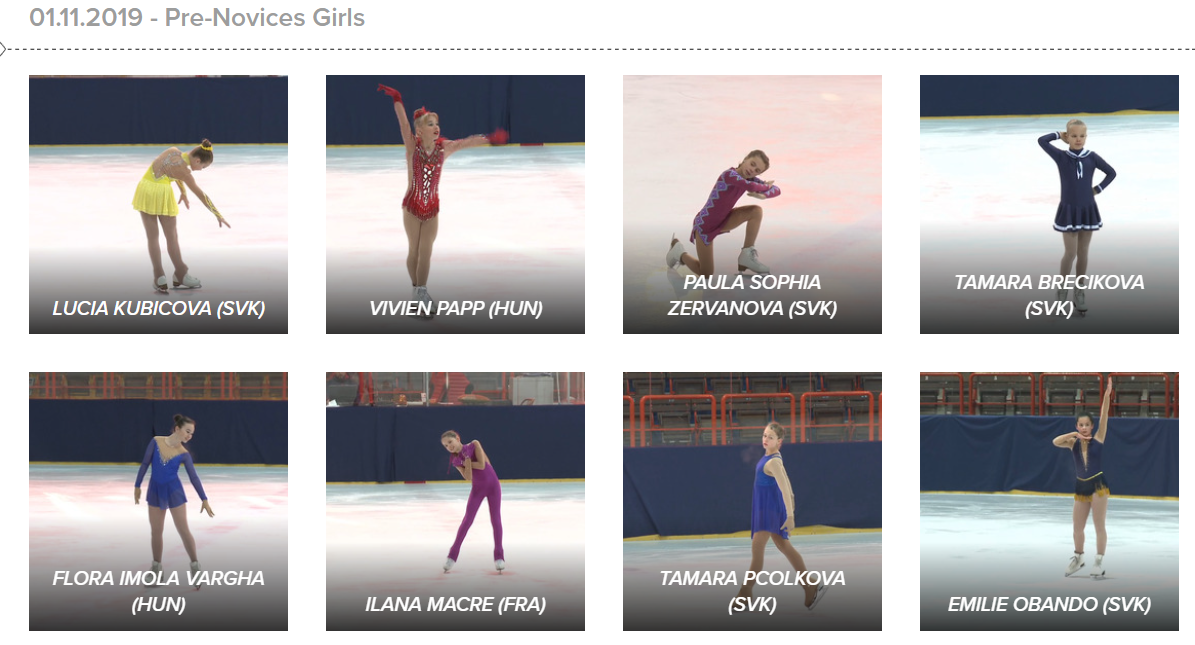 01.11.2019 - Pre-Novices Girls
LUCIA KUBICOVA (SVK)
VIVIEN PAPP (HUN)
PAULA SOPHIA
ZERVANOVA (SVK)
TAMARA BRECIKOVA
(SVK)
FLORA IMOLA VARGHA
(HUN)
ILANA MACRE (FRA)
TAMARA PCOLKOVA
(SVK)
EMILIE OBANDO (SVK)